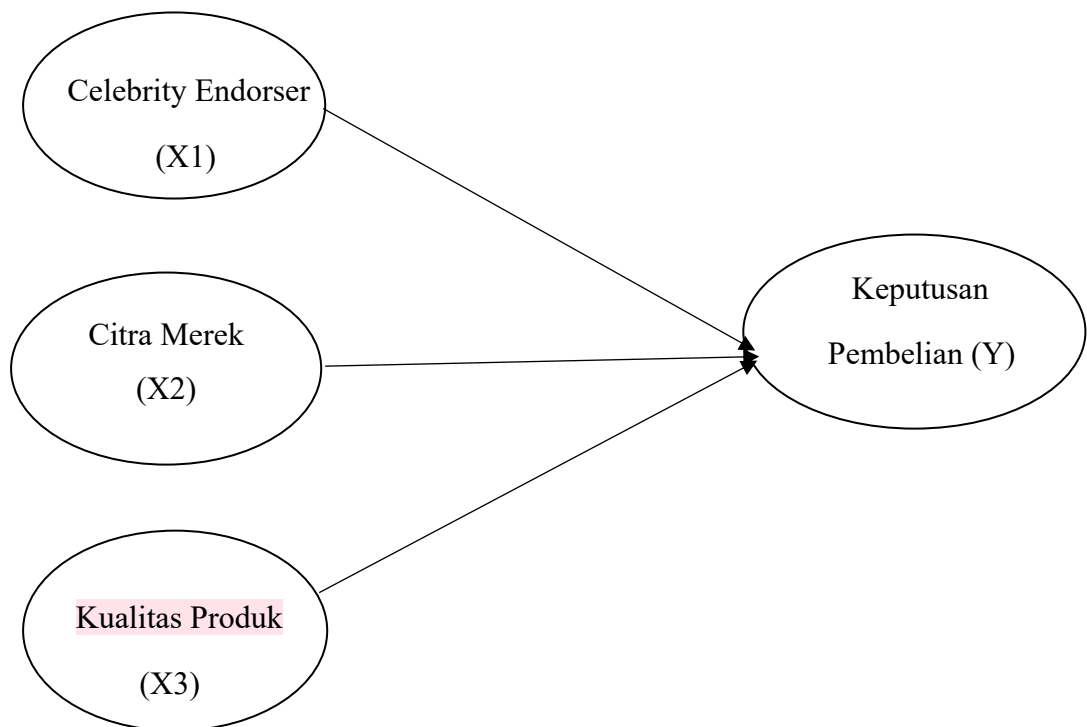 Celebrity Endorser
(X1)
Citra Merek
(X2)
Kualitas Produk
(X3)
Keputusan
Pembelian (Y)